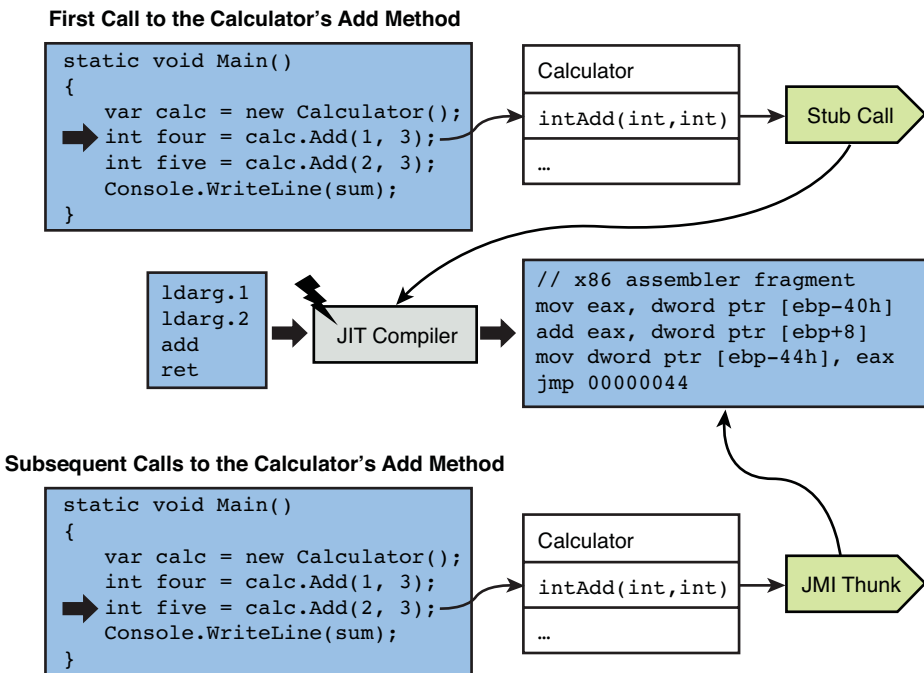 First Call to the Calculator’s Add Method
static void Main()
{
var calc = new Calculator();
int four = calc.Add(1, 3);
int five = calc.Add(2, 3);
Console.WriteLine(sum);
}
Calculator
intAdd(int,int)
…
Stub Call
ldarg.1
ldarg.2
add
ret
JIT Compiler
// x86 assembler fragment
mov eax, dword ptr [ebp-40h]
add eax, dword ptr [ebp+8]
mov dword ptr [ebp-44h], eax
jmp 00000044
Subsequent Calls to the Calculator’s Add Method
static void Main()
{
var calc = new Calculator();
int four = calc.Add(1, 3);
int five = calc.Add(2, 3);
Console.WriteLine(sum);
}
Calculator
intAdd(int,int)
…
JMI Thunk